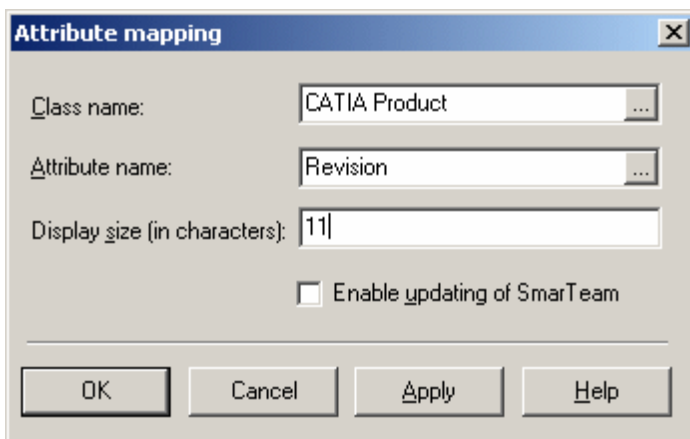 Attribute mapping
Class name: CATIA Product ...
Attribute name: Revision ...
Display size (in characters): 11
Enable updating of SmarTeam
OK Cancel Apply Help